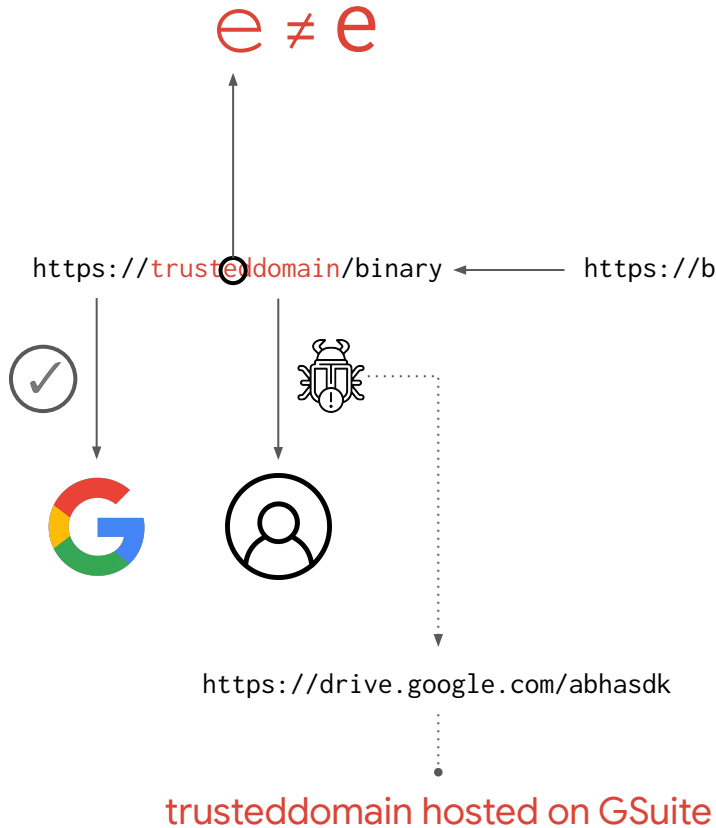 e ≠ e
https://trusteddomain/binary
https://b
https://drive.google.com/abhasdk
trusteddomain hosted on GSuite